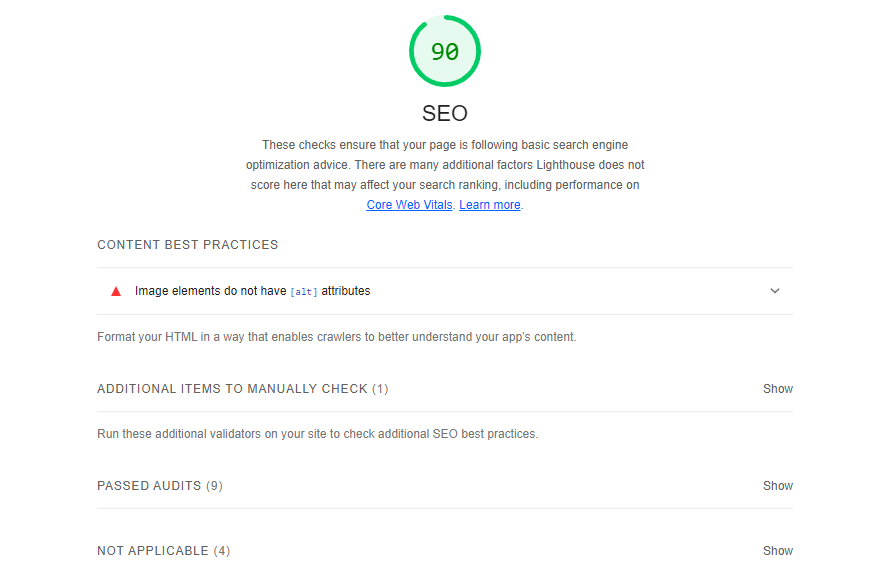 90
SEO
These checks ensure that your page is following basic search engine
optimization advice. There are many additional factors Lighthouse does not
score here that may affect your search ranking, including performance on
Core Web Vitals. Learn more.
CONTENT BEST PRACTICES
Image elements do not have [alt] attributes
Format your HTML in a way that enables crawlers to better understand your app's content.
ADDITIONAL ITEMS TO MANUALLY CHECK (1) Show
Run these additional validators on your site to check additional SEO best practices.
PASSED AUDITS (9) Show
NOT APPLICABLE (4) Show